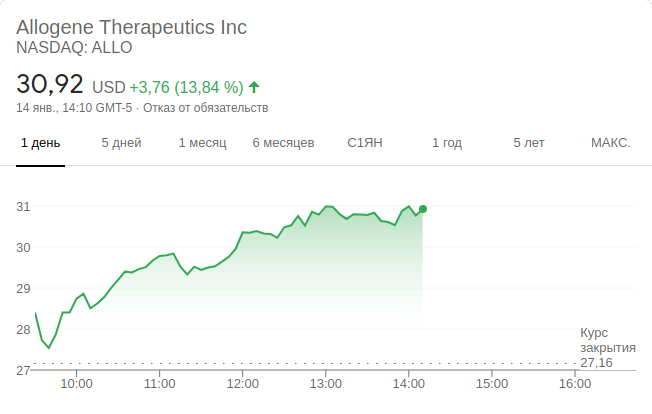 Allogene Therapeutics Inc
NASDAQ: ALLO
30,92 USD +3,76 (13,84 %)
14 янв., 14:10 GMT-5 · Отказ от обязательств
1 день 5 дней 1 месяц 6 месяцев С1ЯН 1 год 5 лет МАКС.
31
30
29
28
27
Курс
закрытия
27,16
10:00 11:00 12:00 13:00 14:00 15:00 16:00